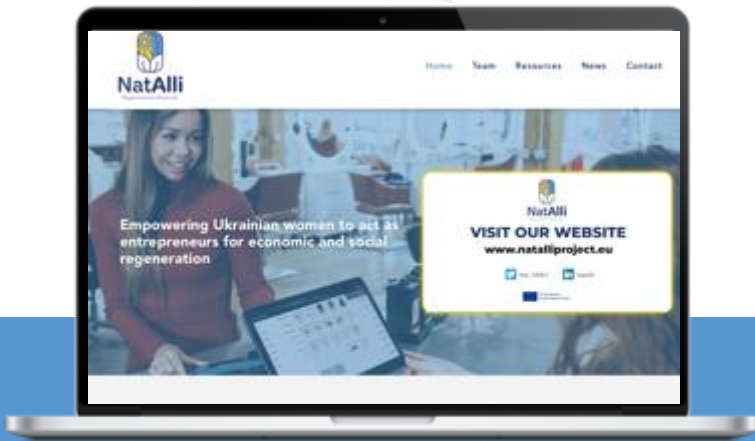 NatAlli
Home Team Resources News Contact
Empowering Ukrainian women to act as
entrepreneurs for economic and social
regeneration
NatAlli
VISIT OUR WEBSITE
www.natalliproject.eu